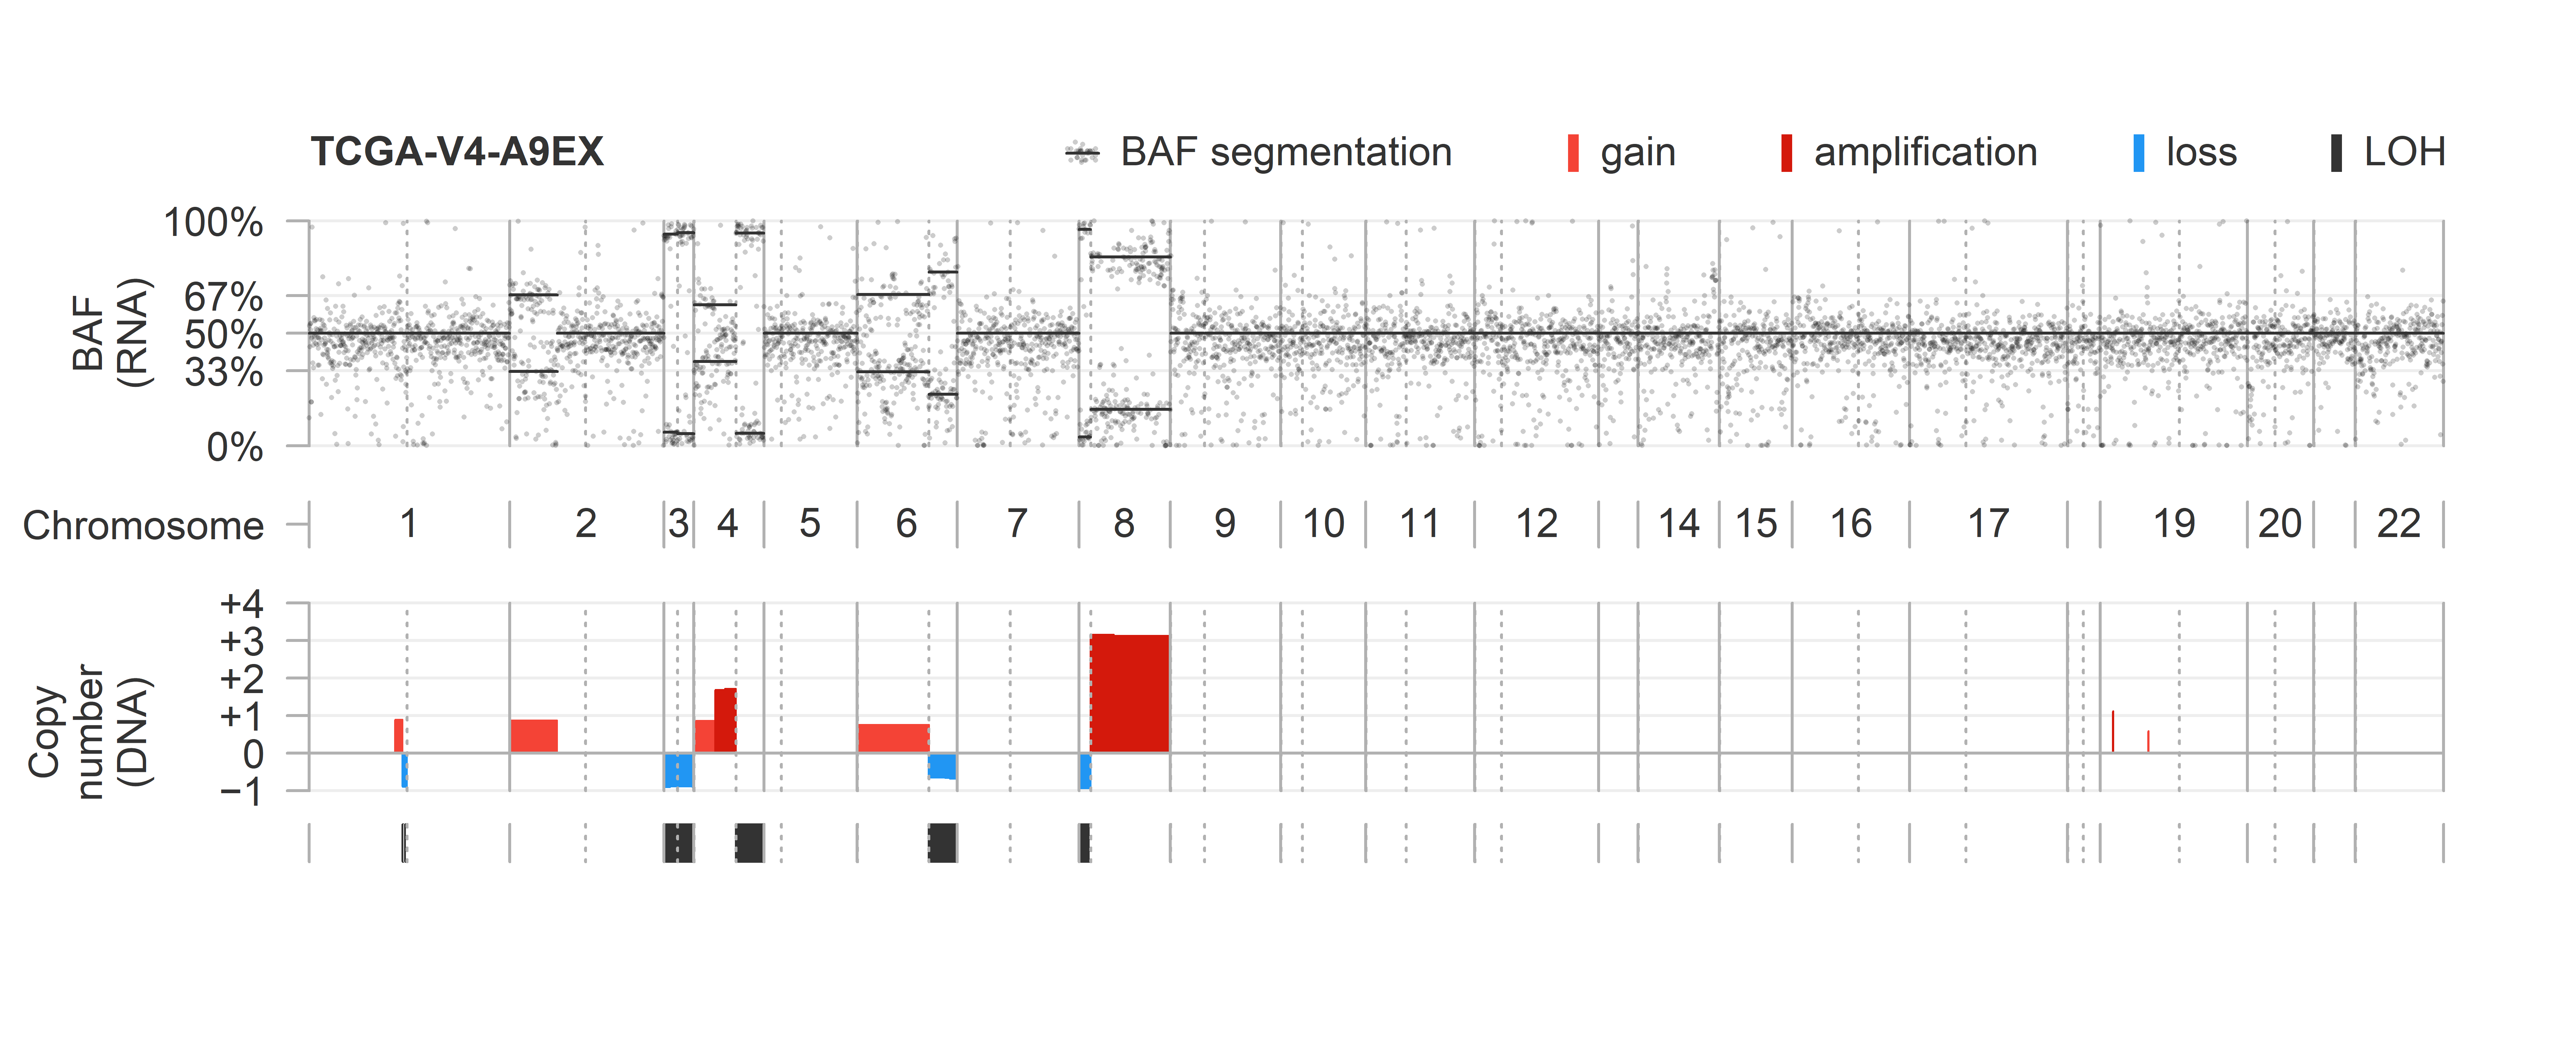 TCGA-V4-A9EX
BAF segmentation
gain
amplification
loss
LOH
BAF
(RNA)
100%
67%
50%
33%
0%
Chromosome
1
2
3
4
5
6
7
8
9
10
11
12
14
15
16
17
19
20
22
Copy
number
(DNA)
+4
+3
+2
+1
0
−1